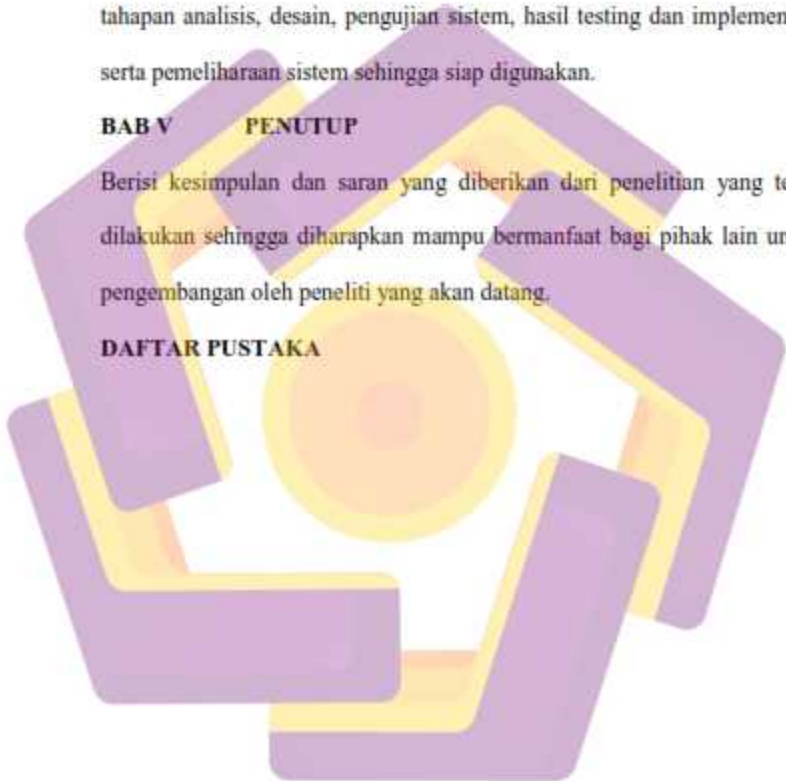 tahapan analisis, desain, pengujian sistem, hasil testing dan implemen
serta pemeliharaan sistem sehingga siap digunakan.
BAB V PENUTUP
Berisi kesimpulan dan saran yang diberikan dari penelitian yang te
dilakukan sehingga diharapkan mampu bermanfaat bagi pihak lain un
pengembangan oleh peneliti yang akan datang.
DAFTAR PUSTAKA